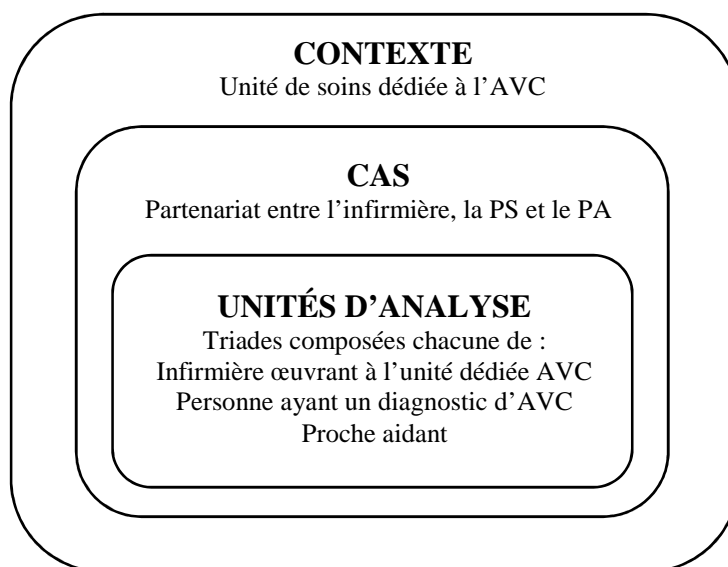 CONTEXTE
Unité de soins dédiée à l’AVC
CAS
Partenariat entre l’infirmière, la PS et le PA
UNITÉS D’ANALYSE
Triades composées chacune de :
Infirmière œuvrant à l’unité dédiée AVC
Personne ayant un diagnostic d’AVC
Proche aidant